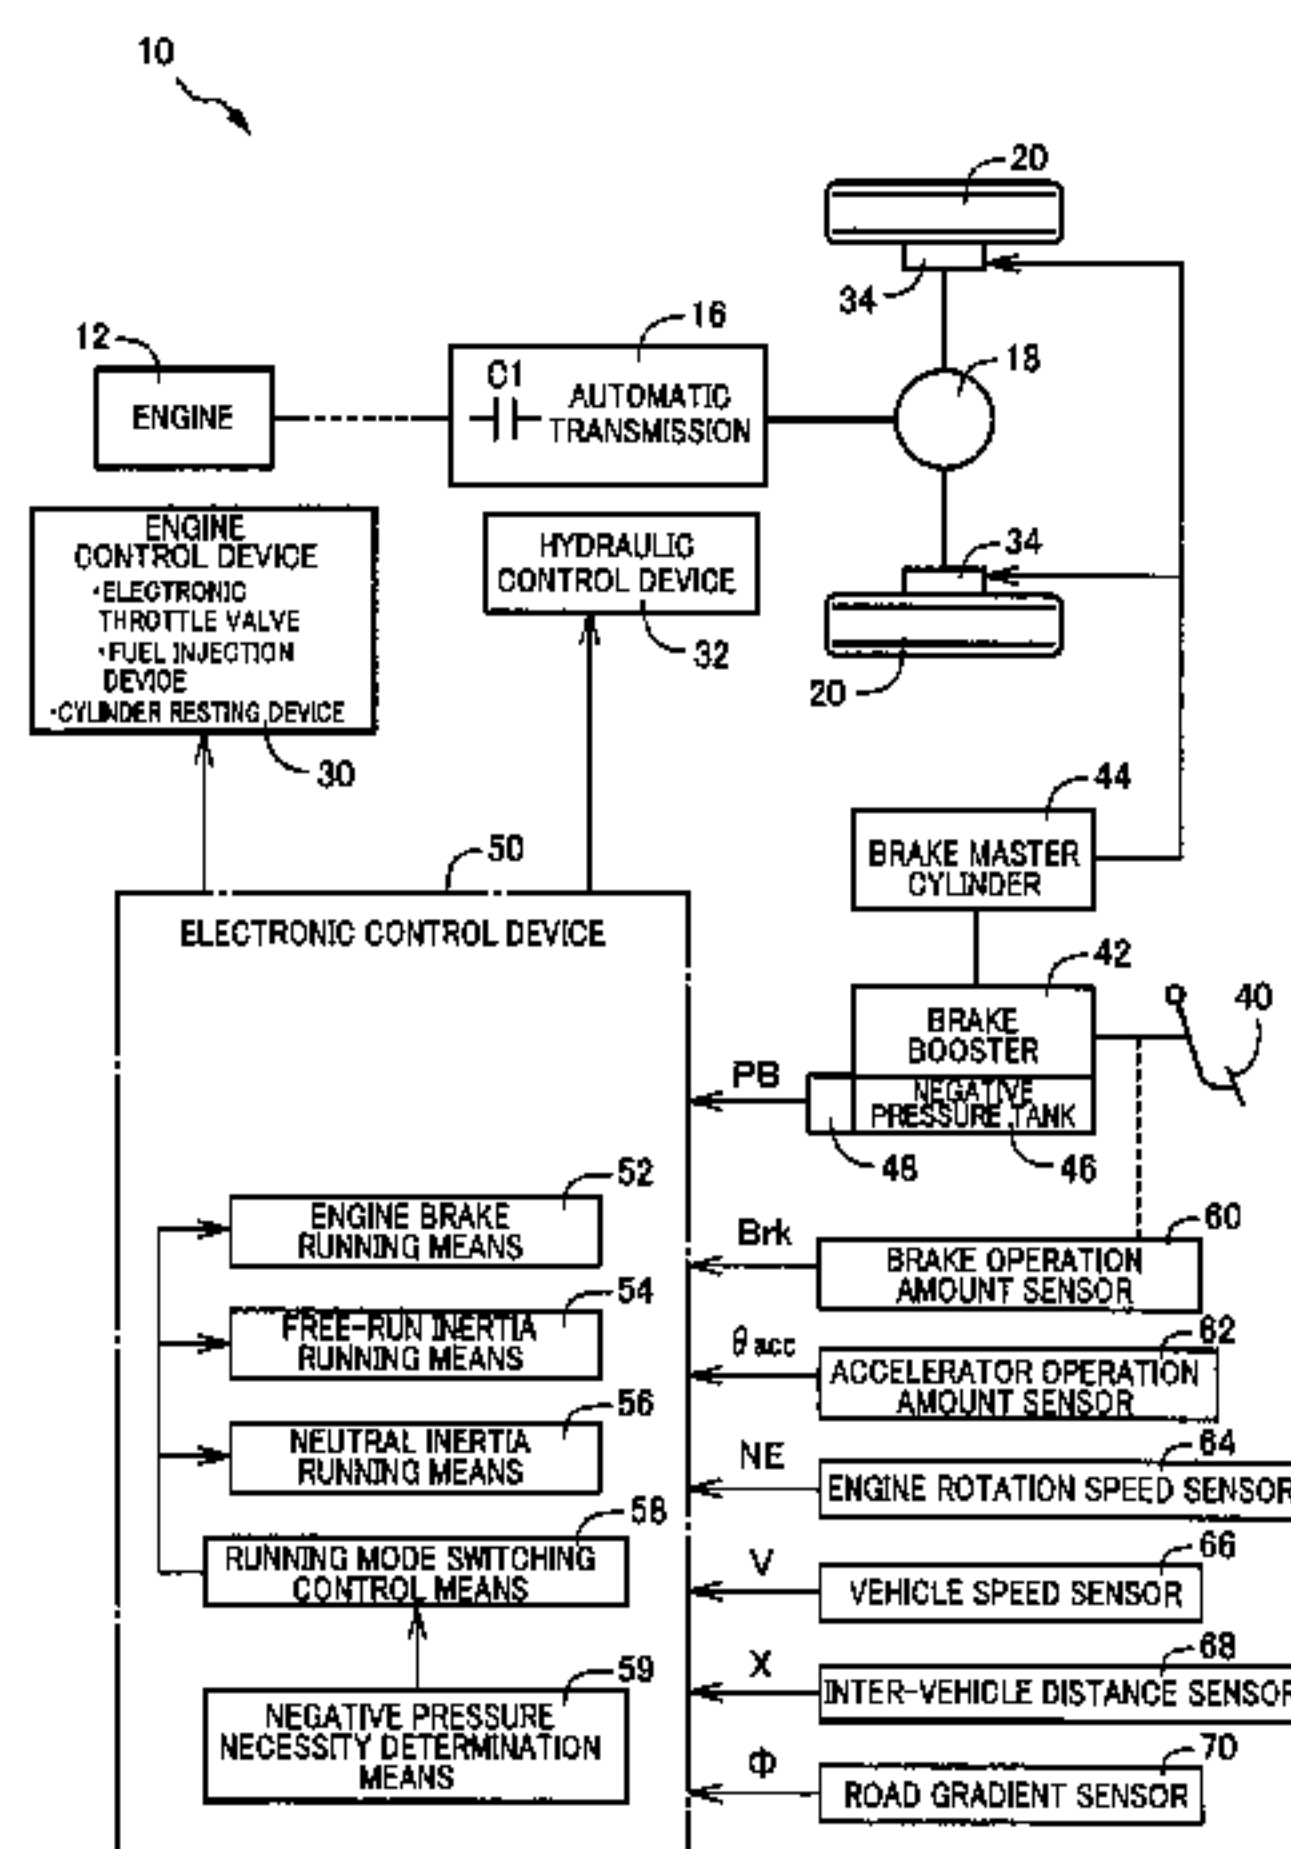 10
20
34
16
12
18
C1
ENGINE
AUTOMATIC
TRANSMISSION
34
ENGINE
CONTROL DEVICE
・ELECTRONIC
THROTTLE VALVE
・FUEL INJECTION
DEVICE
・CYLINDER RESTING DEVICE
30
HYDRAULIC
CONTROL DEVICE
32
20
44
BRAKE MASTER
CYLINDER
50
ELECTRONIC CONTROL DEVICE
42
40
BRAKE
BOOSTER
PB
NEGATIVE
PRESSURE TANK
48
46
52
ENGINE BRAKE
RUNNING MEANS
Brk
60
BRAKE OPERATION
AMOUNT SENSOR
54
FREE-RUN INERTIA
RUNNING MEANS
θacc
62
ACCELERATOR OPERATION
AMOUNT SENSOR
56
NEUTRAL INERTIA
RUNNING MEANS
NE
64
ENGINE ROTATION SPEED SENSOR
58
RUNNING MODE SWITCHING
CONTROL MEANS
V
66
VEHICLE SPEED SENSOR
59
NEGATIVE PRESSURE
NECESSITY DETERMINATION
MEANS
X
68
INTER-VEHICLE DISTANCE SENSOR
Φ
70
ROAD GRADIENT SENSOR